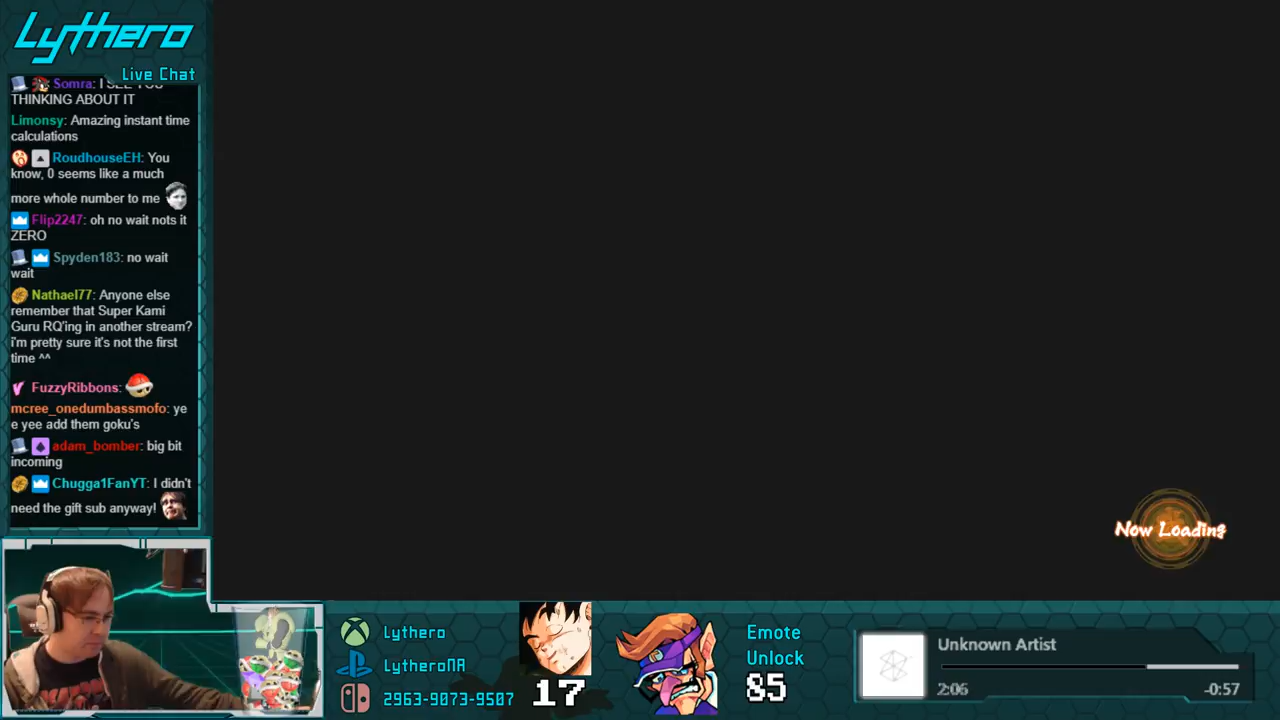 Lythero
Live Chat
Somra: I SEE YOU
THINKING ABOUT IT
Limonsy: Amazing instant time
calculations
RoudhouseEH: You
know, 0 seems like a much
more whole number to me
Flip2247: oh no wait nots it
ZERO
Spyden183: no wait
wait
Nathael77: Anyone else
remember that Super Kami
Guru RQ'ing in another stream?
i'm pretty sure it's not the first
time ^^
FuzzyRibbons:
mcree_onedumbassmofo: ye
e yee add them goku's
adam_bomber: big bit
incoming
Chugga1FanYT: I didn't
need the gift sub anyway!
Now Loading
Lythero
LytheroNA
2963-9073-9507
17
Emote
Unlock
85
Unknown Artist
2:06
-0:57